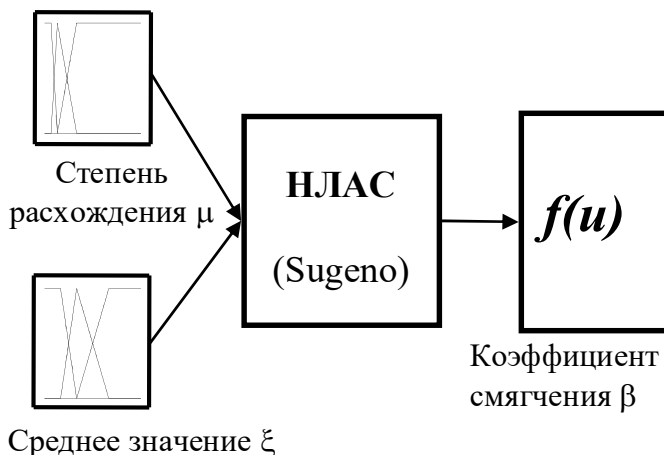 Степень
расхождения μ
НЛАС
(Sugeno)
f(u)
Коэффициент
смягчения β
Среднее значение ξ